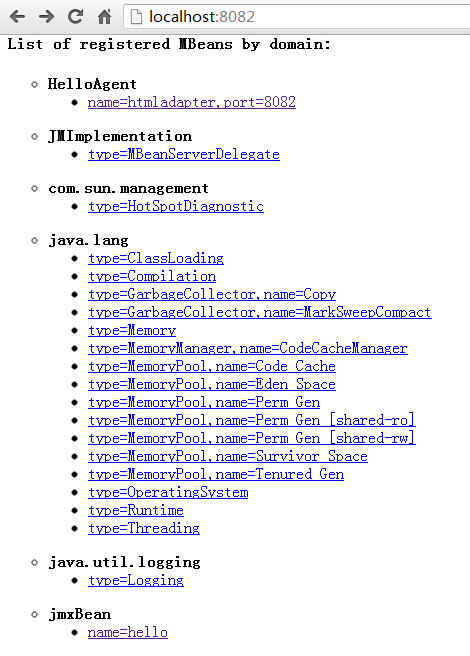 localhost:8082
List of registered MBeans by domain:
HelloAgent
name=htmladapter,port=8082
JMImplementation
type=MBeanServerDelegate
com.sun.management
type=HotSpotDiagnostic
java.lang
type=ClassLoading
type=Compilation
type=GarbageCollector,name=Copy
type=GarbageCollector,name=MarkSweepCompact
type=Memory
type=MemoryManager,name=CodeCacheManager
type=MemoryPool,name=Code Cache
type=MemoryPool,name=Eden Space
type=MemoryPool,name=Perm Gen
type=MemoryPool,name=Perm Gen [shared-ro]
type=MemoryPool,name=Perm Gen [shared-rw]
type=MemoryPool,name=Survivor Space
type=MemoryPool,name=Tenured Gen
type=OperatingSystem
type=Runtime
type=Threading
java.util.logging
type=Logging
jmxBean
name=hello